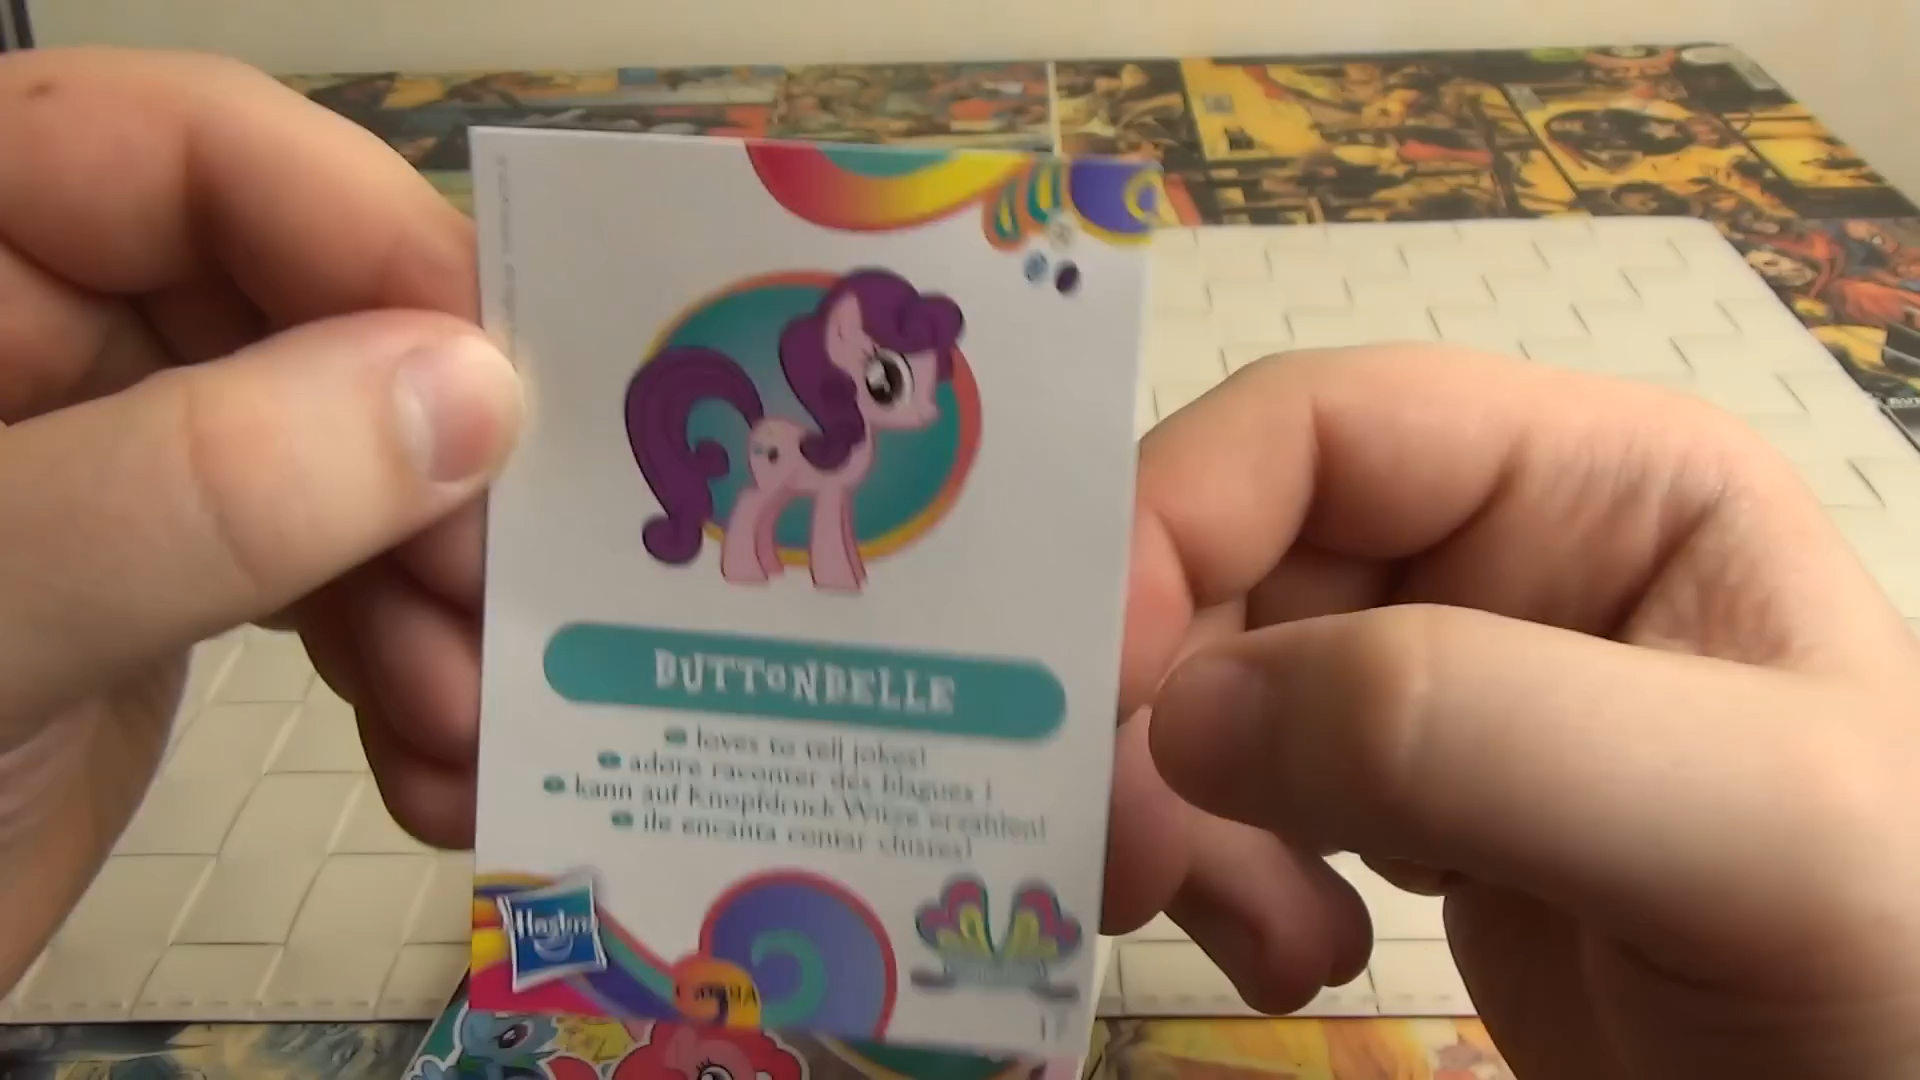 BUTTONBELLE
loves to tell jokes!
adore raconter des blagues !
kann auf Knopfdruck Witze erzählen!
¡le encanta contar chistes!
Hasbro